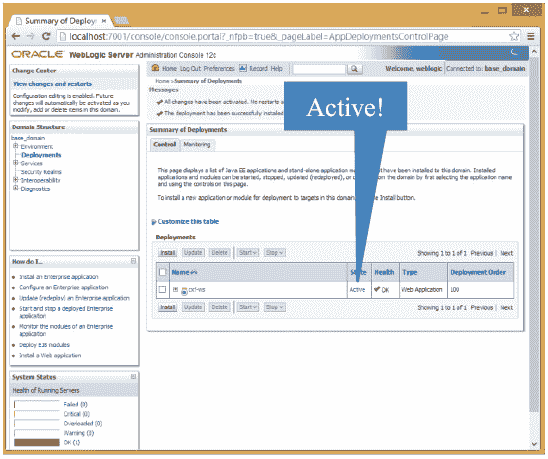 Summary of Deploym
localhost:7001/console/console.portal?_nfpb=true&_pageLabel=AppDeploymentsControlPage
ORACLE WebLogic Server Administration Console 12c
Change Center
View changes and restarts
Configuration editing is enabled. Future
changes will automatically be activated as you
modify, add or delete items in this domain.
Domain Structure
base_domain
Environment
Deployments
Services
Security Realms
Interoperability
Diagnostics
How do I...
Install an Enterprise application
Configure an Enterprise application
Update (redeploy) an Enterprise application
Start and stop a deployed Enterprise
application
Monitor the modules of an Enterprise
application
Deploy EJB modules
Install a Web application
System Status
Health of Running Servers
Failed (0)
Critical (0)
Overloaded (0)
Warning (0)
OK (1)
Home Log Out Preferences Record Help
Welcome, weblogic Connected to: base_domain
Home >Summary of Deployments
Messages
All changes have been activated. No restarts
The deployment has been successfully installed
Active!
Summary of Deployments
Control Monitoring
This page displays a list of Java EE applications and stand-alone application have been installed to this domain. Installed
applications and modules can be started, stopped, updated (redeployed), or from the domain by first selecting the application
name and using the controls on this page.
To install a new application or module for deployment to targets in this domain, Install button.
Customize this table
Deployments
Install Update Delete Start Stop Showing 1 to 1 of 1 Previous | Next
Name State Health Type Deployment Order
Active OK Web Application 100
Install Update Delete Start Stop Showing 1 to 1 of 1 Previous | Next